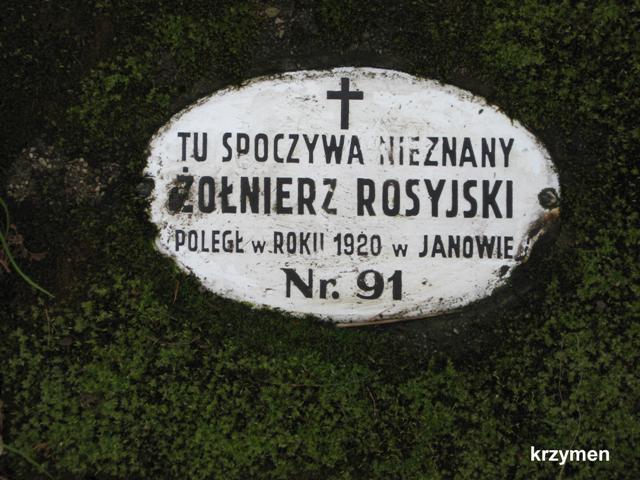 TU SPOCZYWA NIEZNANY
ŻOŁNIERZ ROSYJSKI
POLEGŁ w ROKU 1920 w JANOWIE
Nr. 91
krzymen